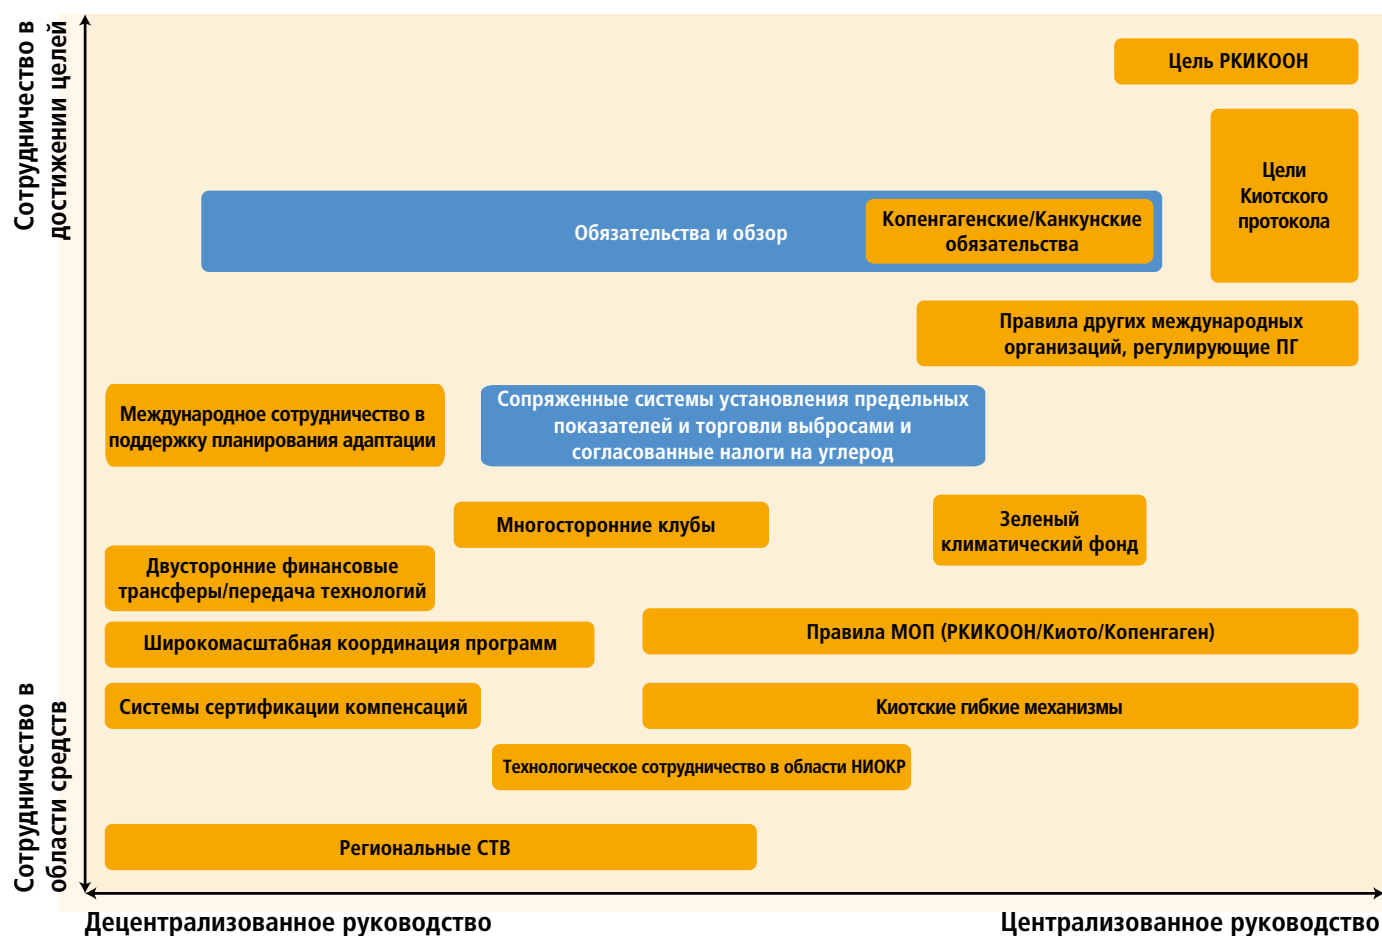 Сотрудничество в
достижении целей
Цель РКИКООН
Цели
Киотского
протокола
Обязательства и обзор
Копенгагенские/Канкунские
обязательства
Правила других международных
организаций, регулирующие ПГ
Международное сотрудничество в
поддержку планирования адаптации
Сопряженные системы установления предельных
показателей и торговли выбросами и
согласованные налоги на углерод
Многосторонние клубы
Зеленый
климатический фонд
Двусторонние финансовые
трансферы/передача технологий
Широкомасштабная координация программ
Правила МОП (РКИКООН/Киото/Копенгаген)
Системы сертификации компенсаций
Киотские гибкие механизмы
Технологическое сотрудничество в области НИОКР
Региональные СТВ
Сотрудничество в
области средств
Децентрализованное руководство
Централизованное руководство